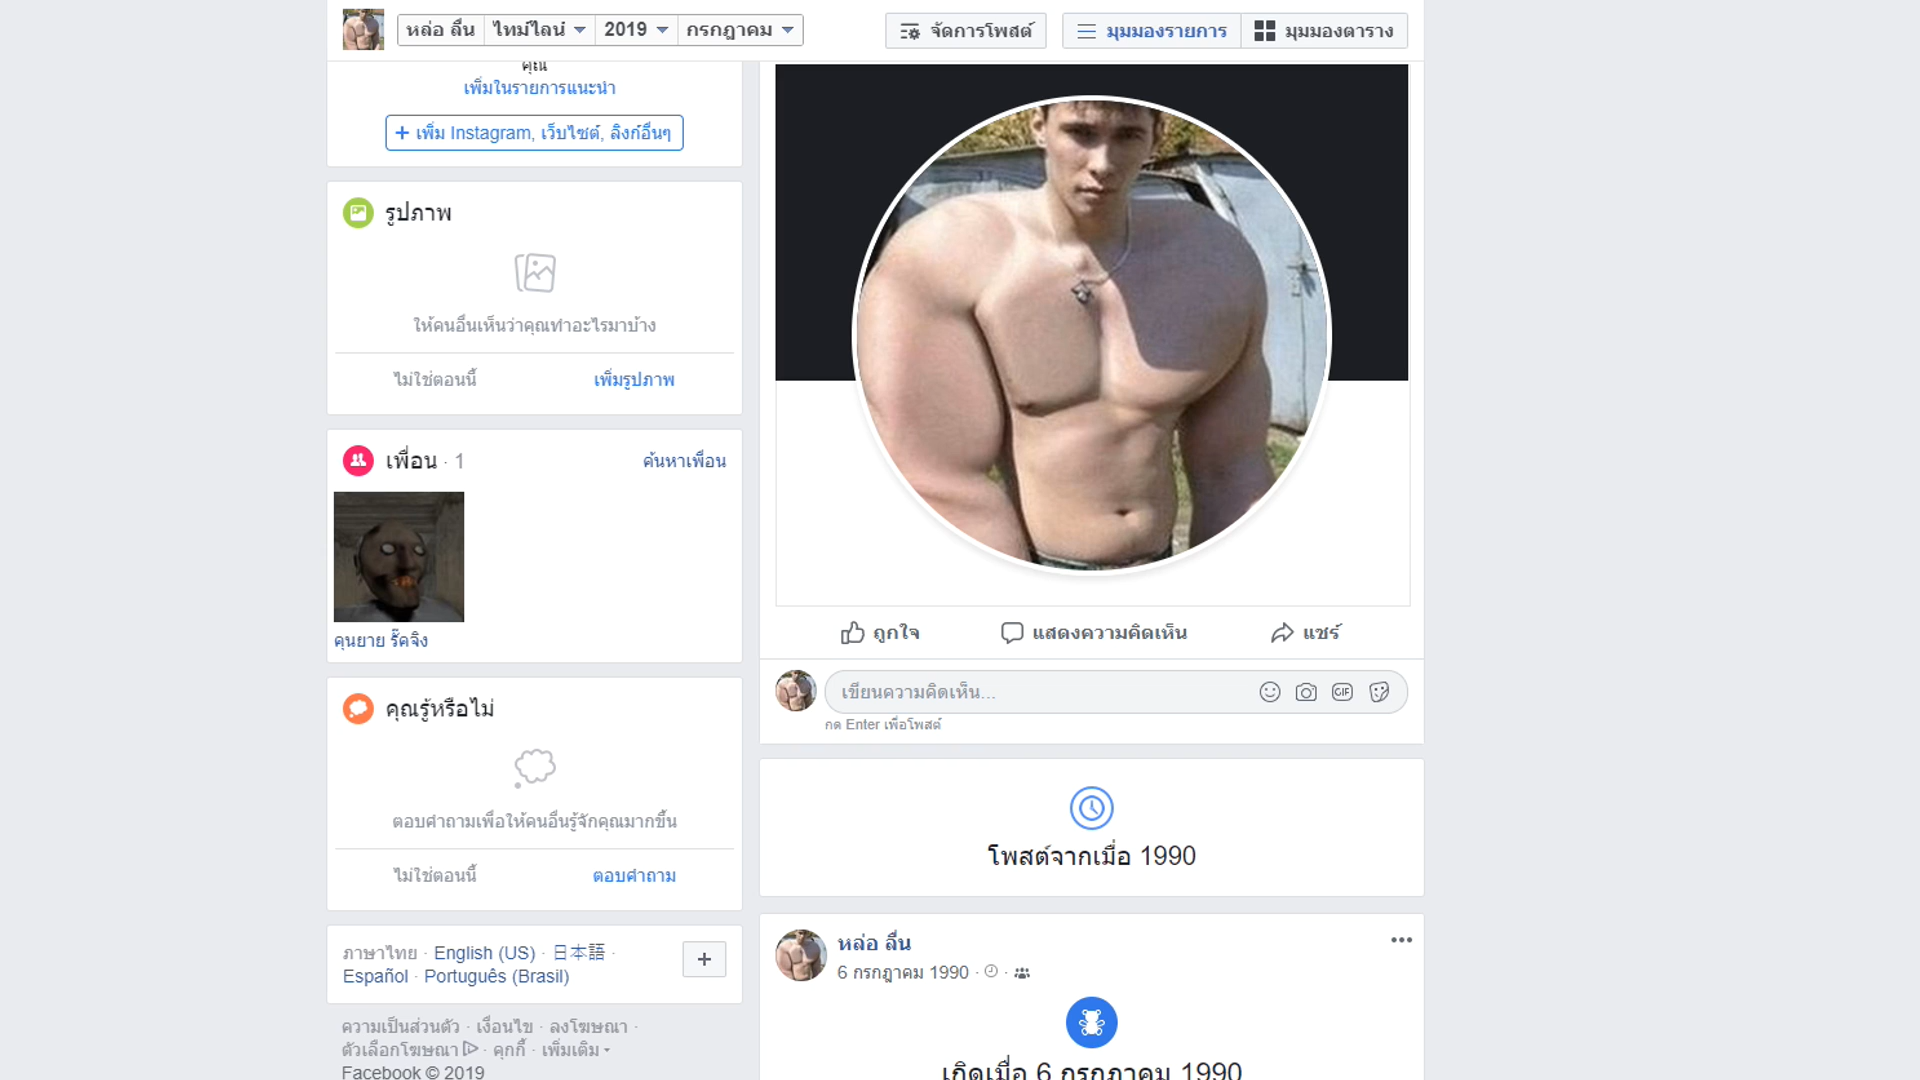 หล่อ ลื่น ไทม์ไลน์ 2019 กรกฎาคม จัดการโพสต์ มุมมองรายการ มุมมองตาราง
คุณ
เพิ่มในรายการแนะนำ
+ เพิ่ม Instagram, เว็บไซต์, ลิงก์อื่นๆ
รูปภาพ
ให้คนอื่นเห็นว่าคุณทำอะไรมาบ้าง
ไม่ใช่ตอนนี้ เพิ่มรูปภาพ
เพื่อน · 1 ค้นหาเพื่อน
คุนยาย รั๊คจิง
คุณรู้หรือไม่
ตอบคำถามเพื่อให้คนอื่นรู้จักคุณมากขึ้น
ไม่ใช่ตอนนี้ ตอบคำถาม
ภาษาไทย · English (US) · 日本語 ·
Español · Português (Brasil)
+
ความเป็นส่วนตัว · เงื่อนไข · ลงโฆษณา ·
ตัวเลือกโฆษณา · คุกกี้ · เพิ่มเติม
Facebook © 2019
ถูกใจ แสดงความคิดเห็น แชร์
เขียนความคิดเห็น... GIF
กด Enter เพื่อโพสต์
โพสต์จากเมื่อ 1990
หล่อ ลื่น
6 กรกฎาคม 1990
เกิดเมื่อ 6 กรกฎาคม 1990